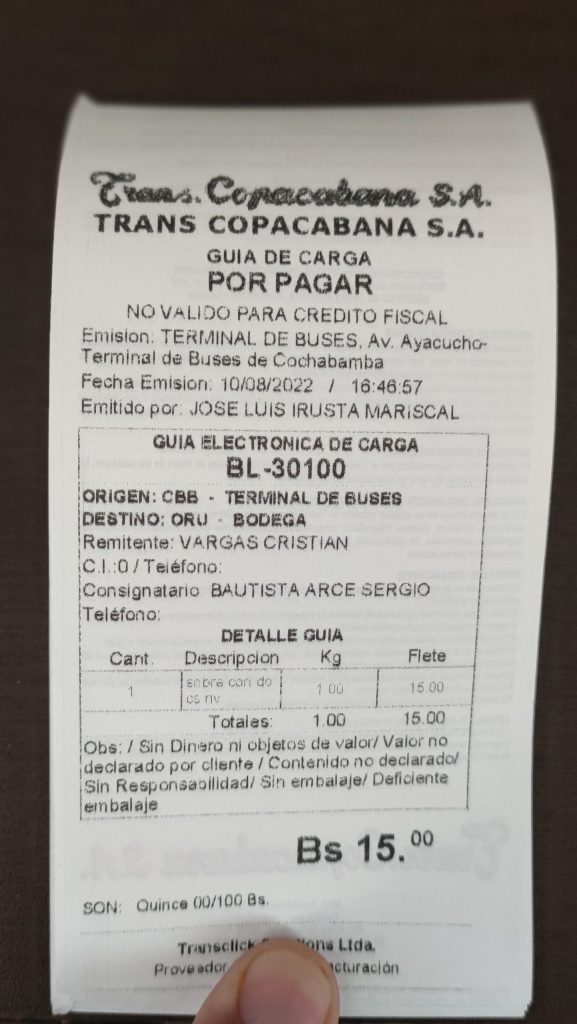 Trans. Copacabana S.A.
TRANS COPACABANA S.A.
GUIA DE CARGA
POR PAGAR
NO VALIDO PARA CREDITO FISCAL
Emision: TERMINAL DE BUSES, Av. Ayacucho-
Terminal de Buses de Cochabamba
Fecha Emision: 10/08/2022 / 16:46:57
Emitido por: JOSE LUIS IRUSTA MARISCAL
GUIA ELECTRONICA DE CARGA
BL-30100
ORIGEN: CBB - TERMINAL DE BUSES
DESTINO: ORU - BODEGA
Remitente: VARGAS CRISTIAN
C.I.:0 / Teléfono:
Consignatario BAUTISTA ARCE SERGIO
Teléfono:
DETALLE GUIA
Cant. Descripcion Kg Flete
1 sobre con do 1.00 15.00
cs nv
Totales: 1.00 15.00
Obs: / Sin Dinero ni objetos de valor/ Valor no
declarado por cliente / Contenido no declarado/
Sin Responsabilidad/ Sin embalaje/ Deficiente
embalaje
Bs 15.00
SON: Quince 00/100 Bs.
Transclick Ltda.
Proveador